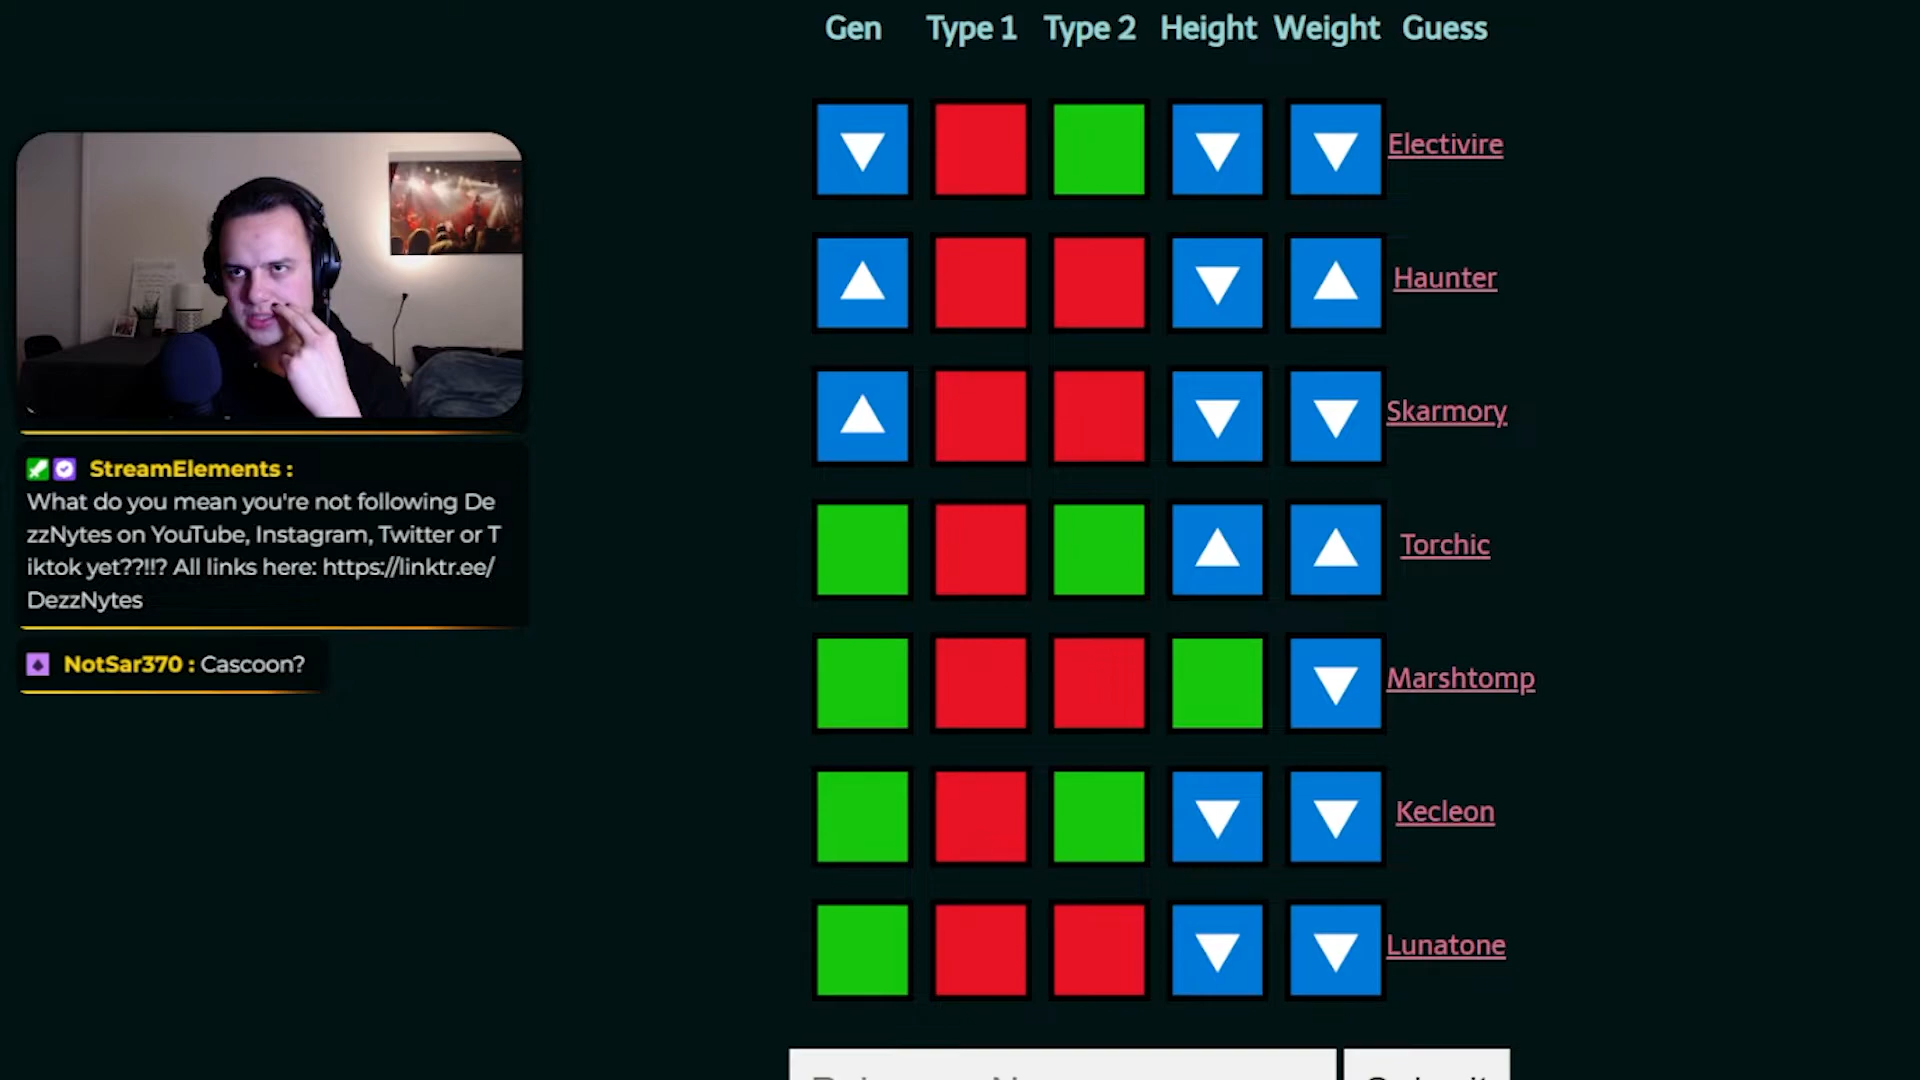 Gen Type 1 Type 2 Height Weight Guess
Electivire
Haunter
Skarmory
Torchic
Marshtomp
Kecleon
Lunatone
StreamElements :
What do you mean you're not following De
zzNytes on YouTube, Instagram, Twitter or T
iktok yet??!!? All links here: https://linktr.ee/
DezzNytes
NotSar370 : Cascoon?